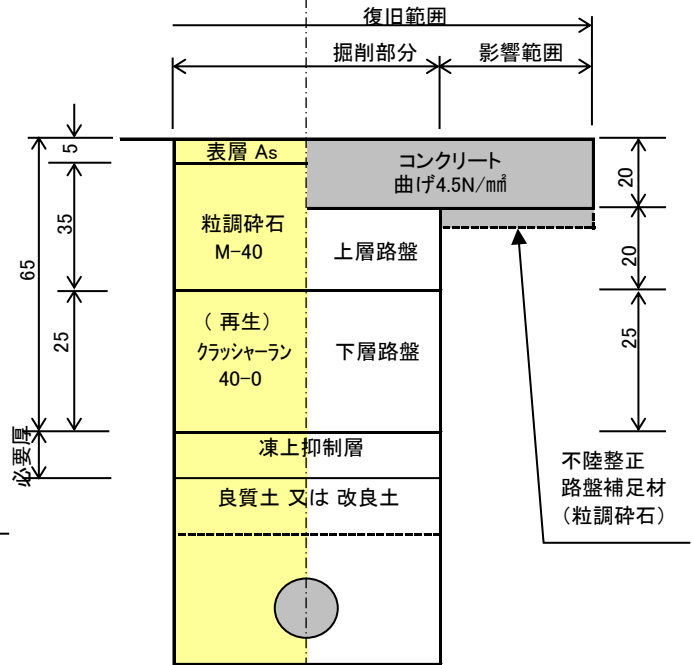 復旧範囲
掘削部分
影響範囲
5
35
25
65
必要厚
表層 As
コンクリート
曲げ4.5N/㎟
粒調砕石
M-40
上層路盤
（ 再生）
クラッシャーラン
40-0
下層路盤
凍上抑制層
良質土 又は 改良土
20
20
25
不陸整正
路盤補足材
（粒調砕石）